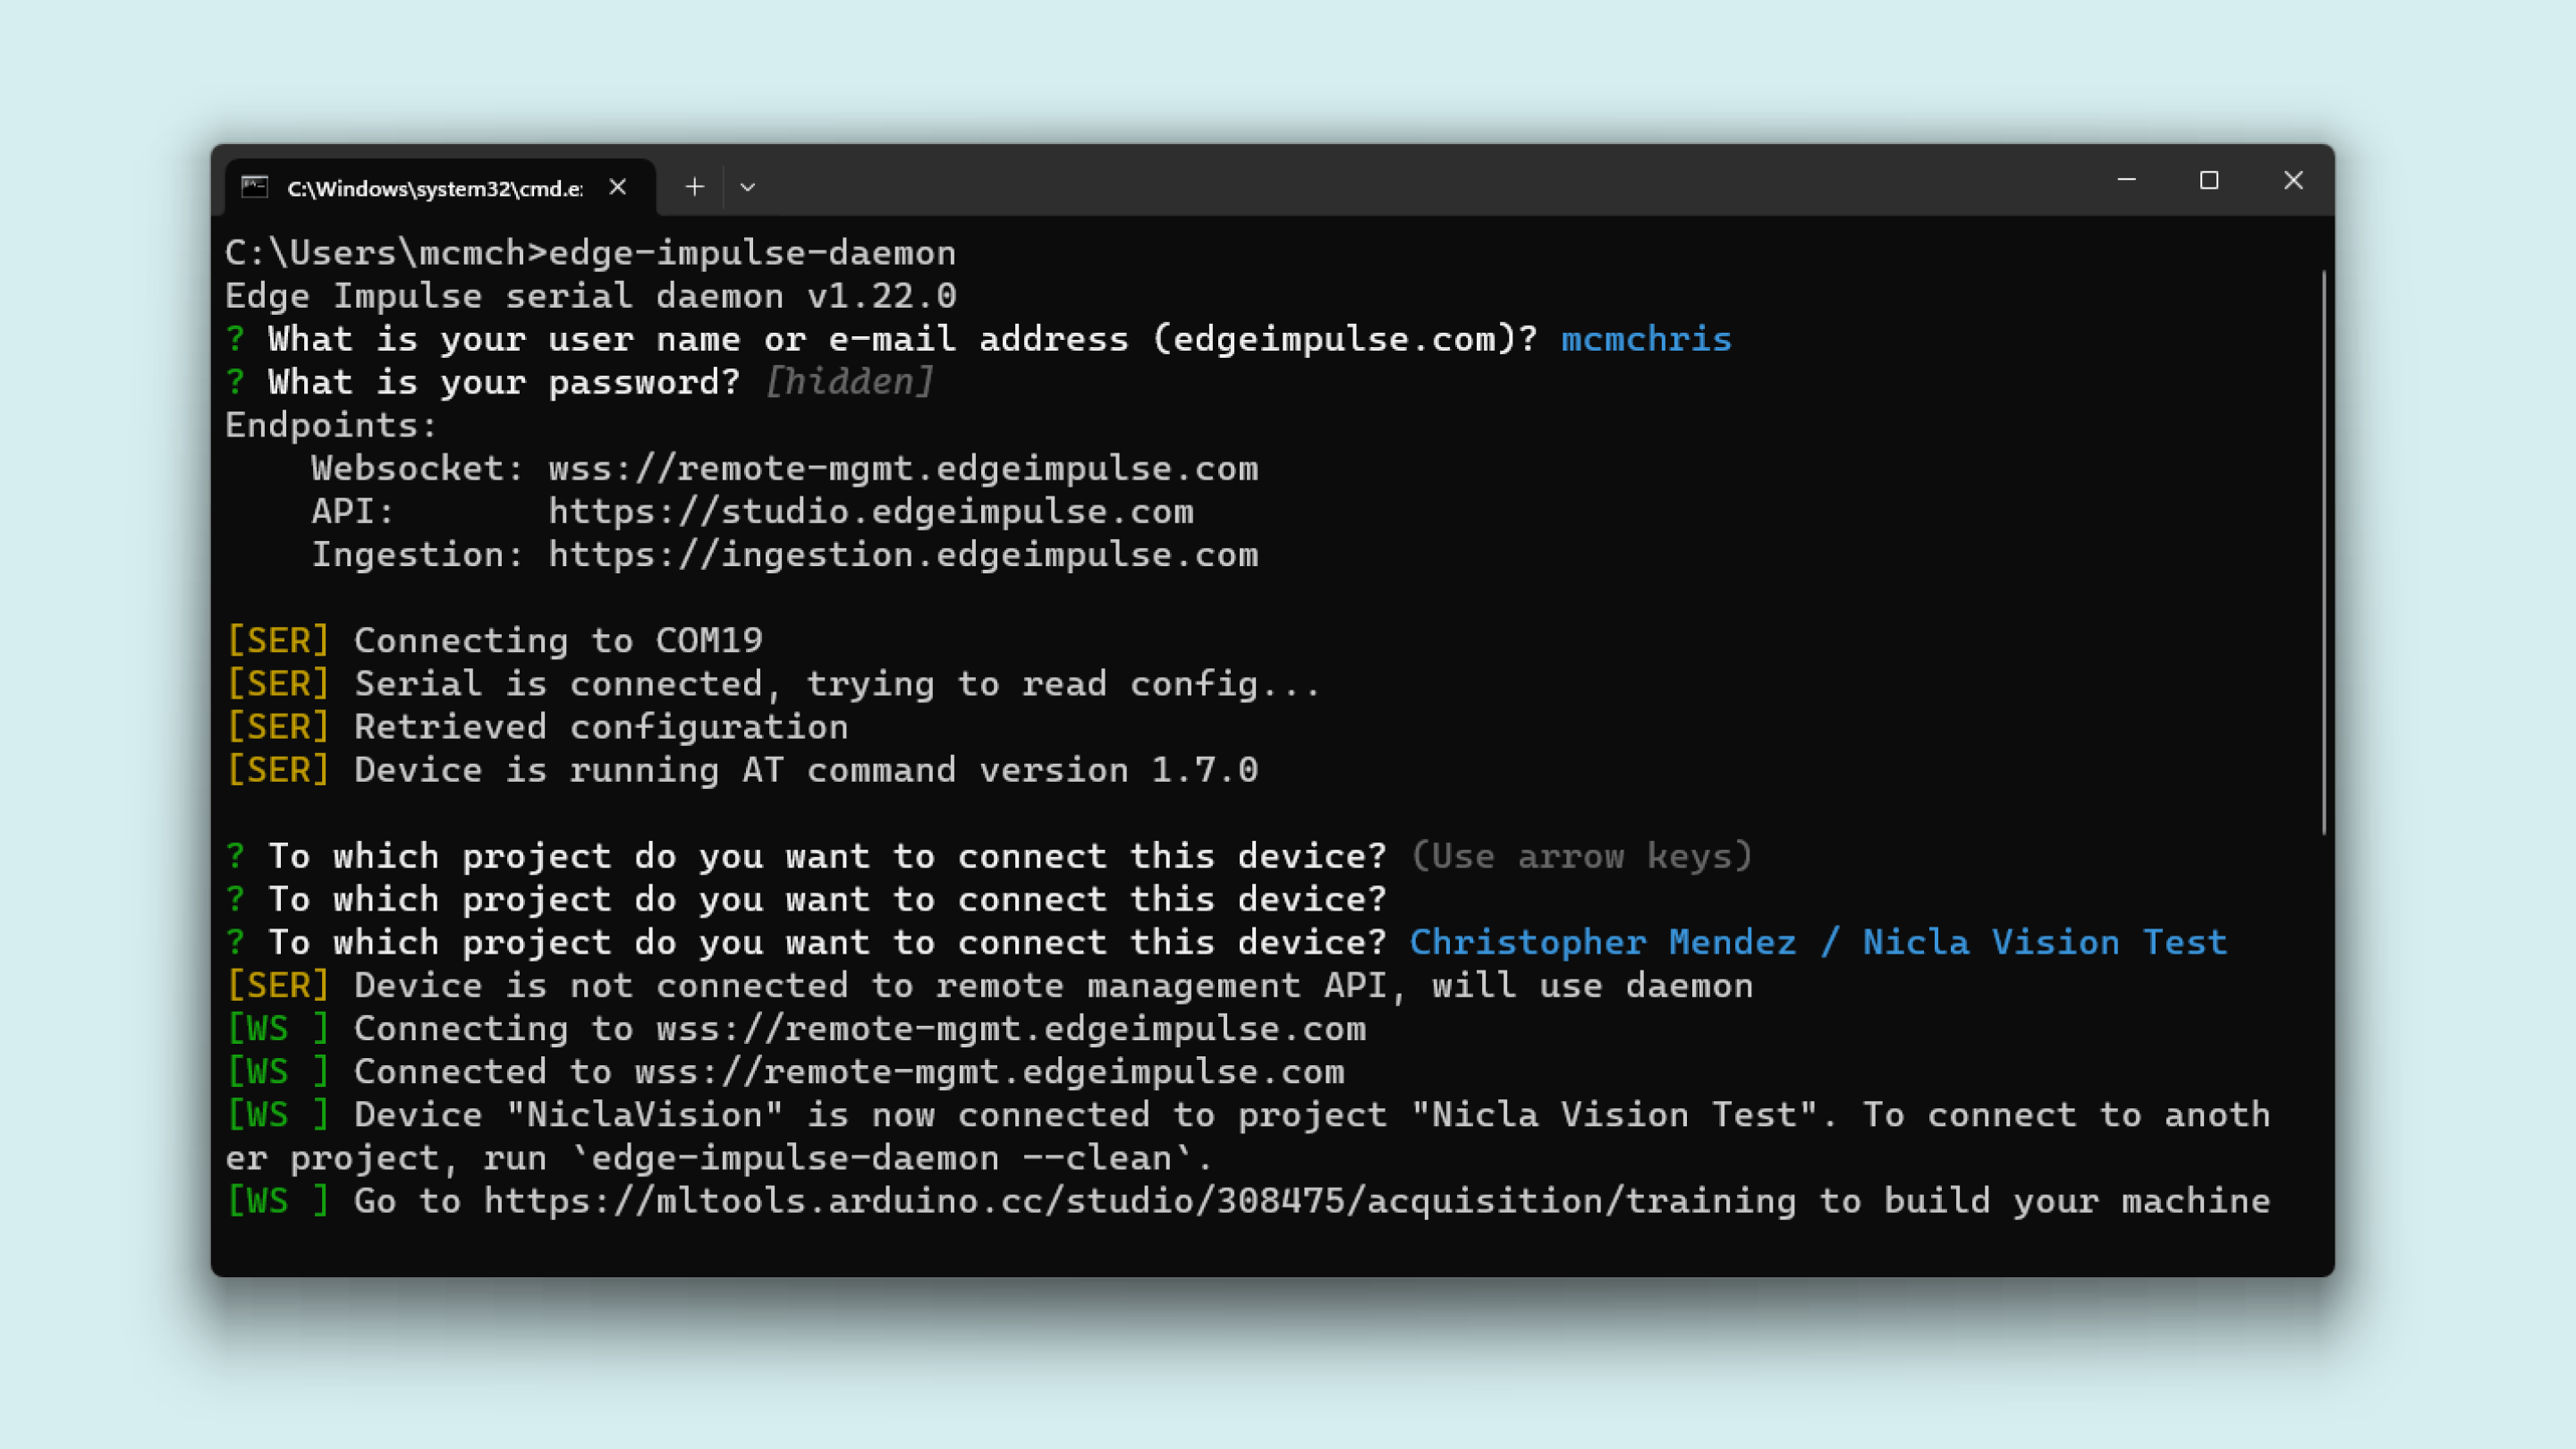 C:\Windows\system32\cmd.e
C:\Users\mcmch>edge-impulse-daemon
Edge Impulse serial daemon v1.22.0
? What is your user name or e-mail address (edgeimpulse.com)? mcmchris
? What is your password? [hidden]
Endpoints:
    Websocket: wss://remote-mgmt.edgeimpulse.com
    API:       https://studio.edgeimpulse.com
    Ingestion: https://ingestion.edgeimpulse.com
[SER] Connecting to COM19
[SER] Serial is connected, trying to read config...
[SER] Retrieved configuration
[SER] Device is running AT command version 1.7.0
? To which project do you want to connect this device? (Use arrow keys)
? To which project do you want to connect this device?
? To which project do you want to connect this device? Christopher Mendez / Nicla Vision Test
[SER] Device is not connected to remote management API, will use daemon
[WS ] Connecting to wss://remote-mgmt.edgeimpulse.com
[WS ] Connected to wss://remote-mgmt.edgeimpulse.com
[WS ] Device "NiclaVision" is now connected to project "Nicla Vision Test". To connect to anoth
er project, run `edge-impulse-daemon --clean`.
[WS ] Go to https://mltools.arduino.cc/studio/308475/acquisition/training to build your machine